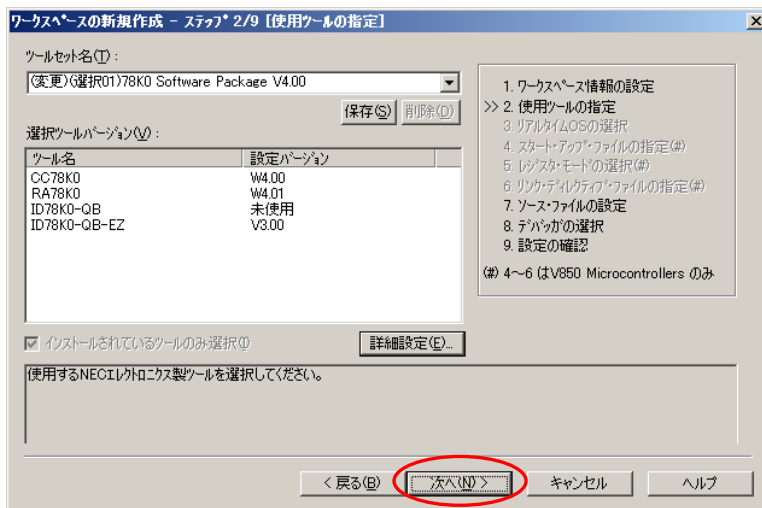 ワークスペースの新規作成 - ステップ 2/9 [使用ツールの指定]
ツールセット名(T):
(変更)(選択01)78K0 Software Package V4.00
保存(S) 削除(D)
選択ツールバージョン(V):
ツール名 設定バージョン
CC78K0 W4.00
RA78K0 W4.01
ID78K0-QB 未使用
ID78K0-QB-EZ V3.00
インストールされているツールのみ選択(I)
詳細設定(E)...
1. ワークスペース情報の設定
>> 2. 使用ツールの指定
3. リアルタイムOSの選択
4. スタート・アップ・ファイルの指定(#)
5. レジスタ・モードの選択(#)
6. リンク・ディレクティブ・ファイルの指定(#)
7. ソース・ファイルの設定
8. デバッガの選択
9. 設定の確認
(#) 4～6 はV850 Microcontrollers のみ
使用するNECエレクトロニクス製ツールを選択してください。
< 戻る(B) 次へ(N) > キャンセル ヘルプ